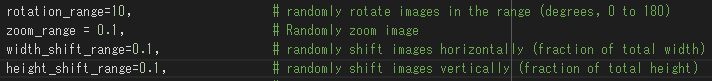 rotation_range=10, # randomly rotate images in the range (degrees, 0 to 180)
zoom_range = 0.1, # Randomly zoom image
width_shift_range=0.1, # randomly shift images horizontally (fraction of total width)
height_shift_range=0.1, # randomly shift images vertically (fraction of total height)